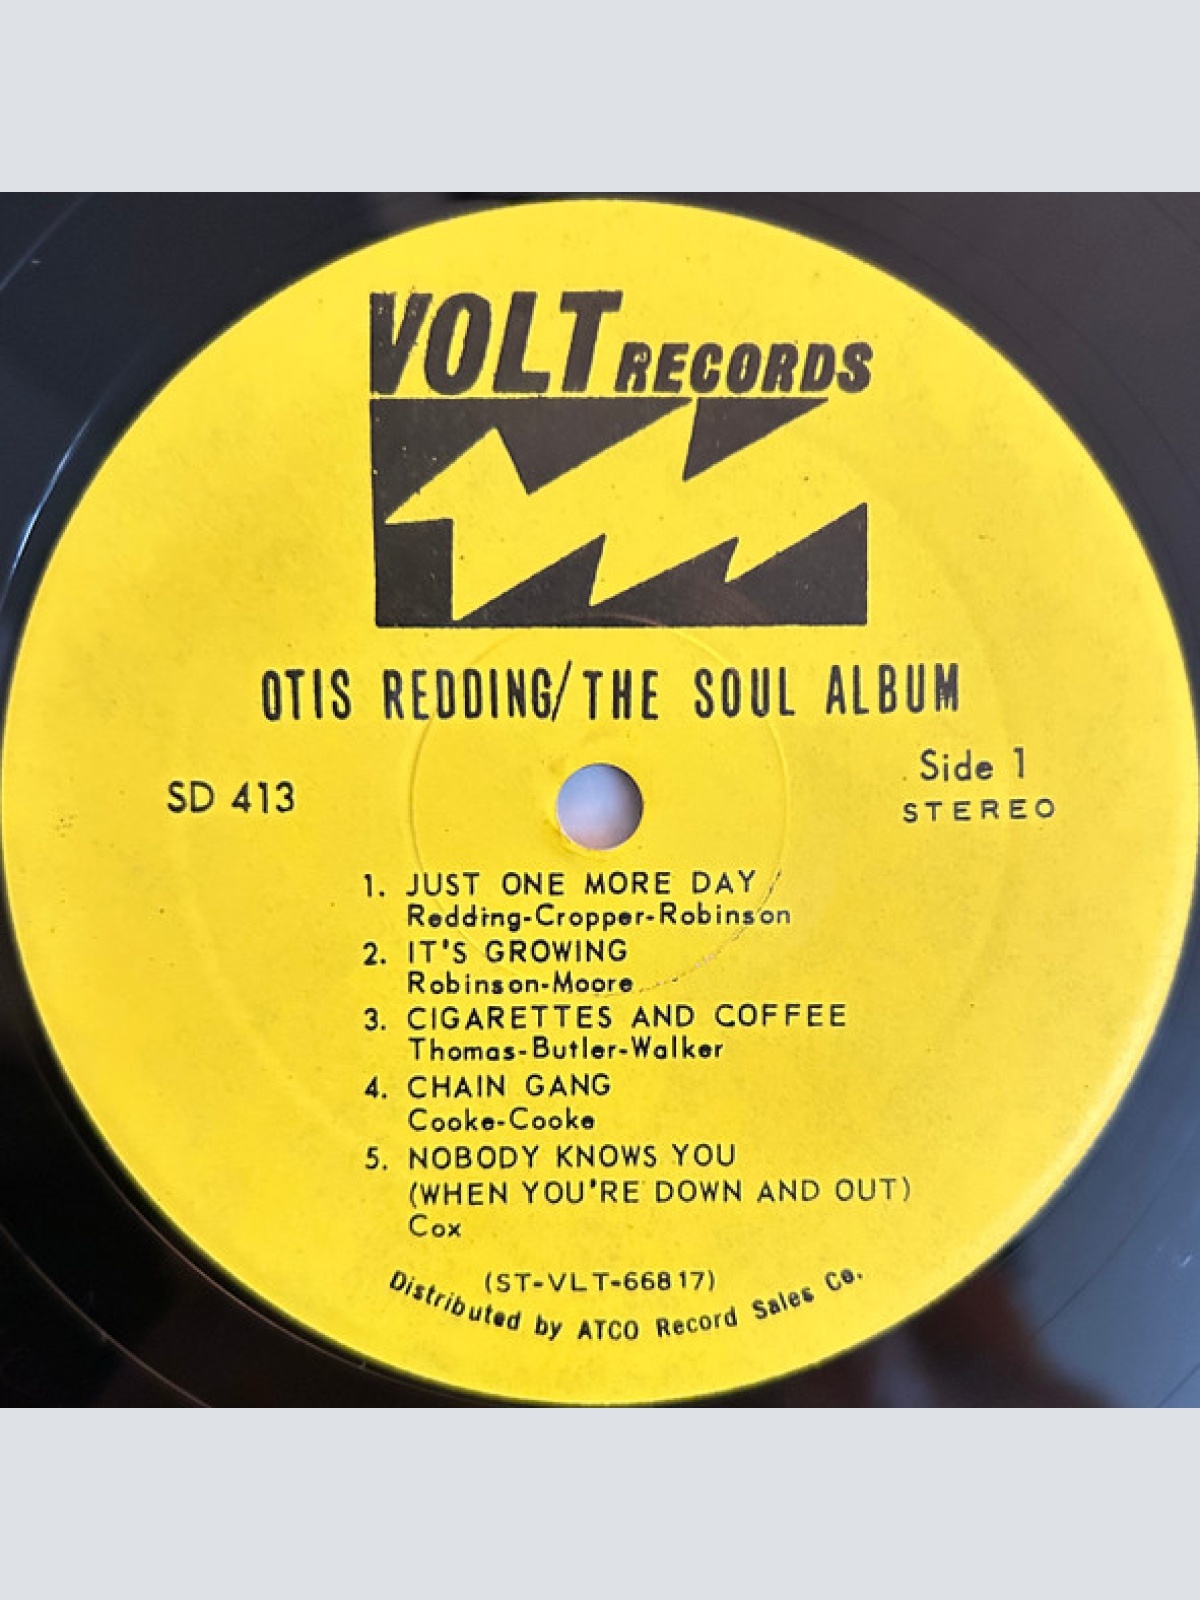 VOLT RECORDS
OTIS REDDING/THE SOUL ALBUM
SD 413
Side 1
STEREO
1. JUST ONE MORE DAY
Redding-Cropper-Robinson
2. IT'S GROWING
Robinson-Moore
3. CIGARETTES AND COFFEE
Thomas-Butler-Walker
4. CHAIN GANG
Cooke-Cooke
5. NOBODY KNOWS YOU
(WHEN YOU'RE DOWN AND OUT)
Cox
(ST-VLT-66817)
Distributed by ATCO Record Sales Co.